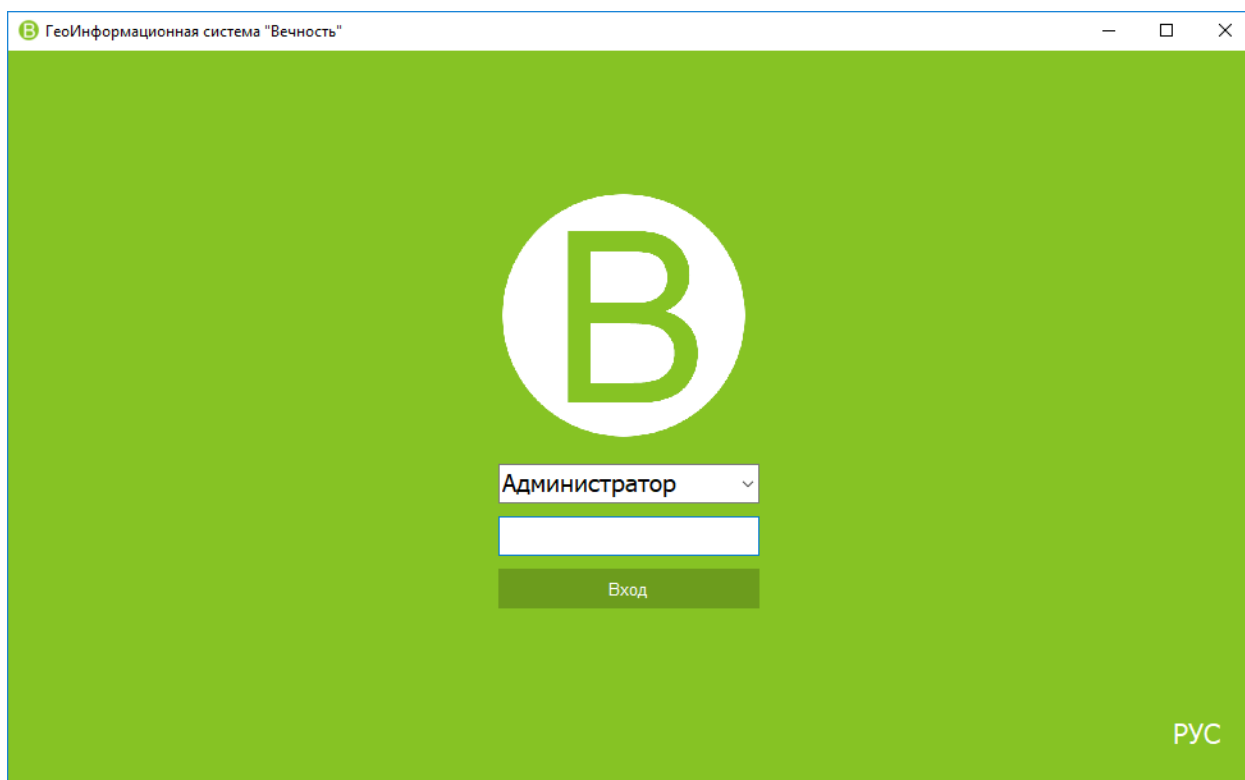 В ГеоИнформационная система "Вечность"
В
Администратор
Вход
РУС